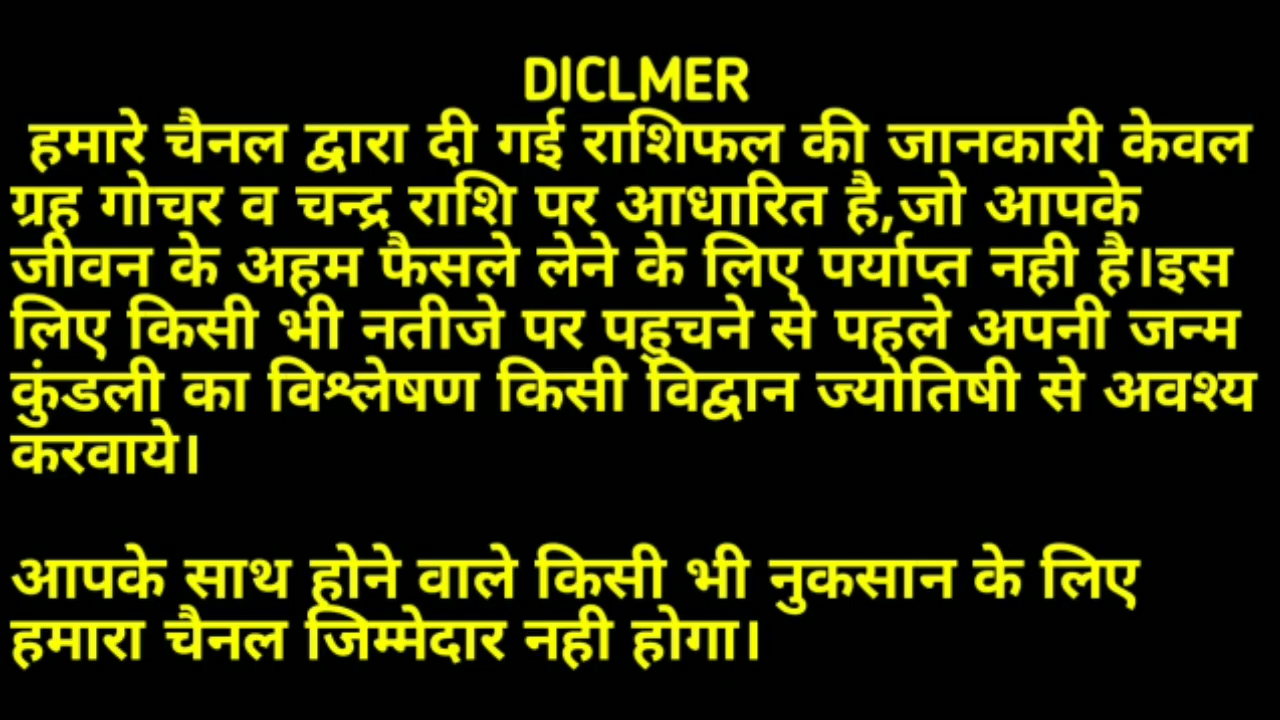 DICLMER
हमारे चैनल द्वारा दी गई राशिफल की जानकारी केवल
ग्रह गोचर व चन्द्र राशि पर आधारित है,जो आपके
जीवन के अहम फैसले लेने के लिए पर्याप्त नही है।इस
लिए किसी भी नतीजे पर पहुचने से पहले अपनी जन्म
कुंडली का विश्लेषण किसी विद्वान ज्योतिषी से अवश्य
करवाये।
आपके साथ होने वाले किसी भी नुकसान के लिए
हमारा चैनल जिम्मेदार नही होगा।